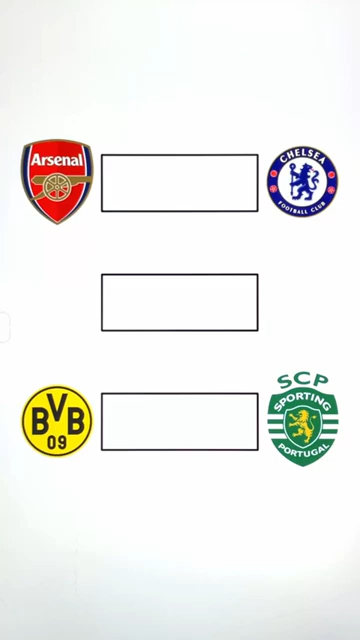 Arsenal
CHELSEA
FOOTBALL CLUB
BVB
09
SCP
SPORTING
PORTUGAL